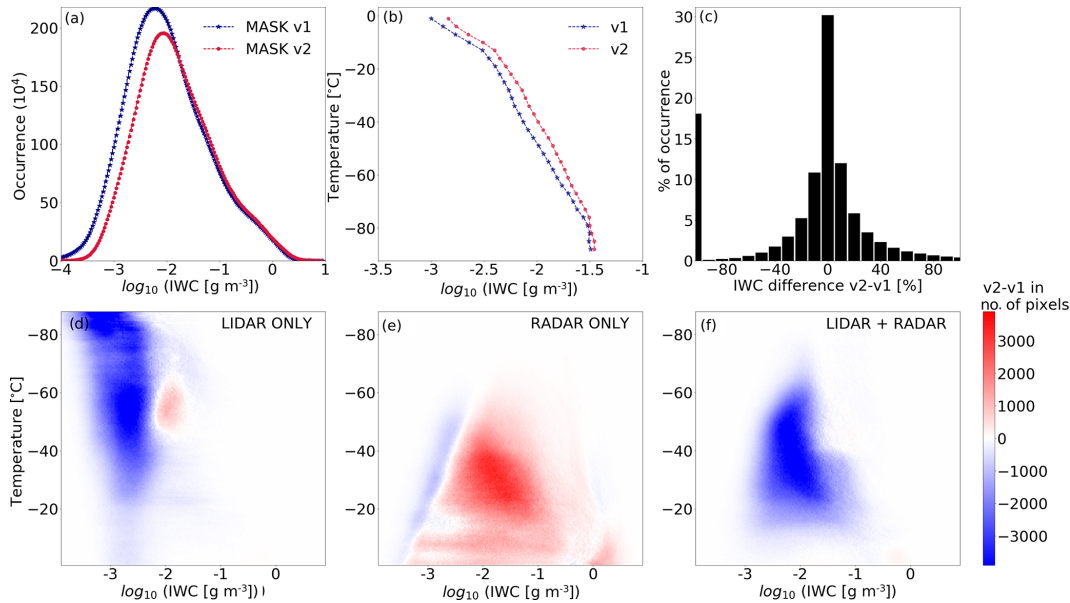 (a)
MASK v1
MASK v2
Occurrence (10⁴)
200
150
100
50
0
−4
−3
−2
−1
0
1
log₁₀ (IWC [g m⁻³])
(b)
v1
v2
Temperature [°C]
0
−20
−40
−60
−80
−3.5
−3
−2.5
−2
−1.5
−1
log₁₀ (IWC [g m⁻³])
(c)
% of occurrence
30
25
20
15
10
5
0
−80
−40
0
40
80
IWC difference v2-v1 [%]
(d)
LIDAR ONLY
Temperature [°C]
−80
−60
−40
−20
-3
-2
-1
0
log₁₀ (IWC [g m⁻³]) )
(e)
RADAR ONLY
−80
−60
−40
−20
-3
-2
-1
0
log₁₀ (IWC [g m⁻³])
(f)
LIDAR + RADAR
−80
−60
−40
−20
-3
-2
-1
0
log₁₀ (IWC [g m⁻³])
v2-v1 in
no. of pixels
3000
2000
1000
0
−1000
−2000
−3000